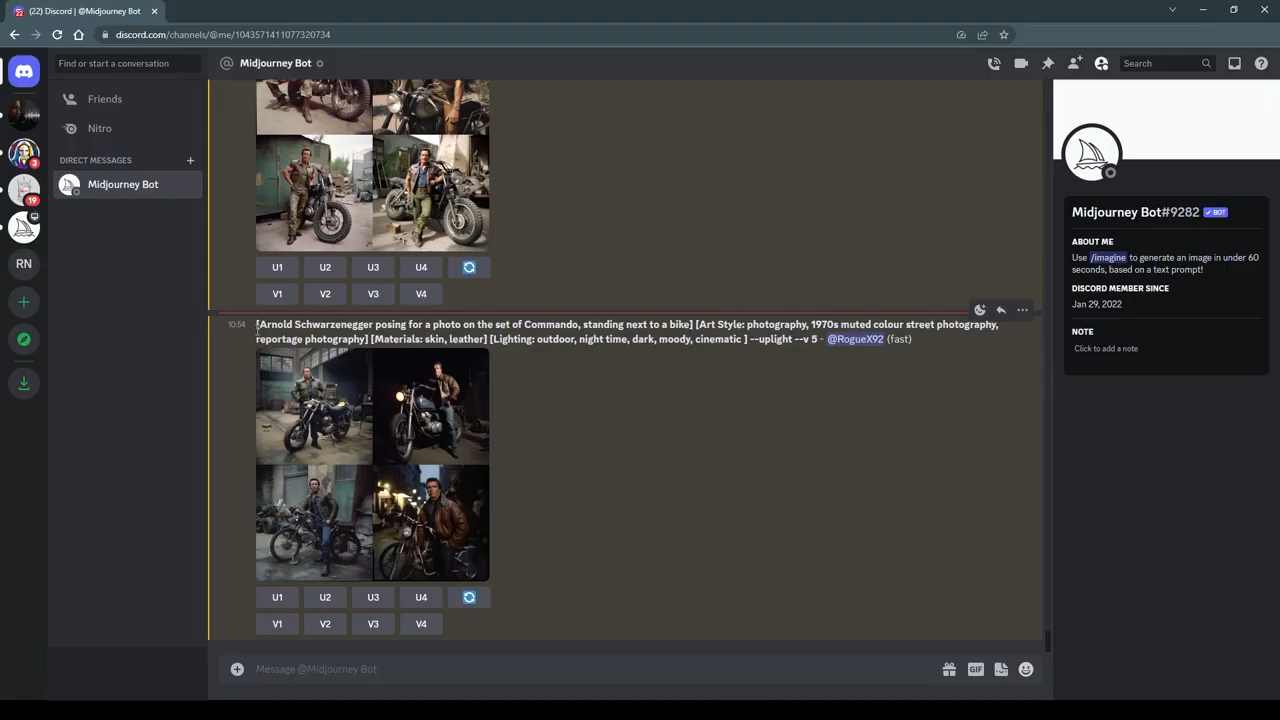 (22) Discord | @Midjourney Bot
discord.com/channels/@me/1043571411077320734
Find or start a conversation
Midjourney Bot
Search
Friends
Nitro
DIRECT MESSAGES
Midjourney Bot
3
19
RN
U1 U2 U3 U4
V1 V2 V3 V4
10:54 [Arnold Schwarzenegger posing for a photo on the set of Commando, standing next to a bike] [Art Style: photography, 1970s muted colour street photography,
reportage photography] [Materials: skin, leather] [Lighting: outdoor, night time, dark, moody, cinematic ] --uplight --v 5 - @RogueX92 (fast)
U1 U2 U3 U4
V1 V2 V3 V4
Message @Midjourney Bot
GIF
Midjourney Bot#9282 ✓ BOT
ABOUT ME
Use /imagine to generate an image in under 60
seconds, based on a text prompt!
DISCORD MEMBER SINCE
Jan 29, 2022
NOTE
Click to add a note